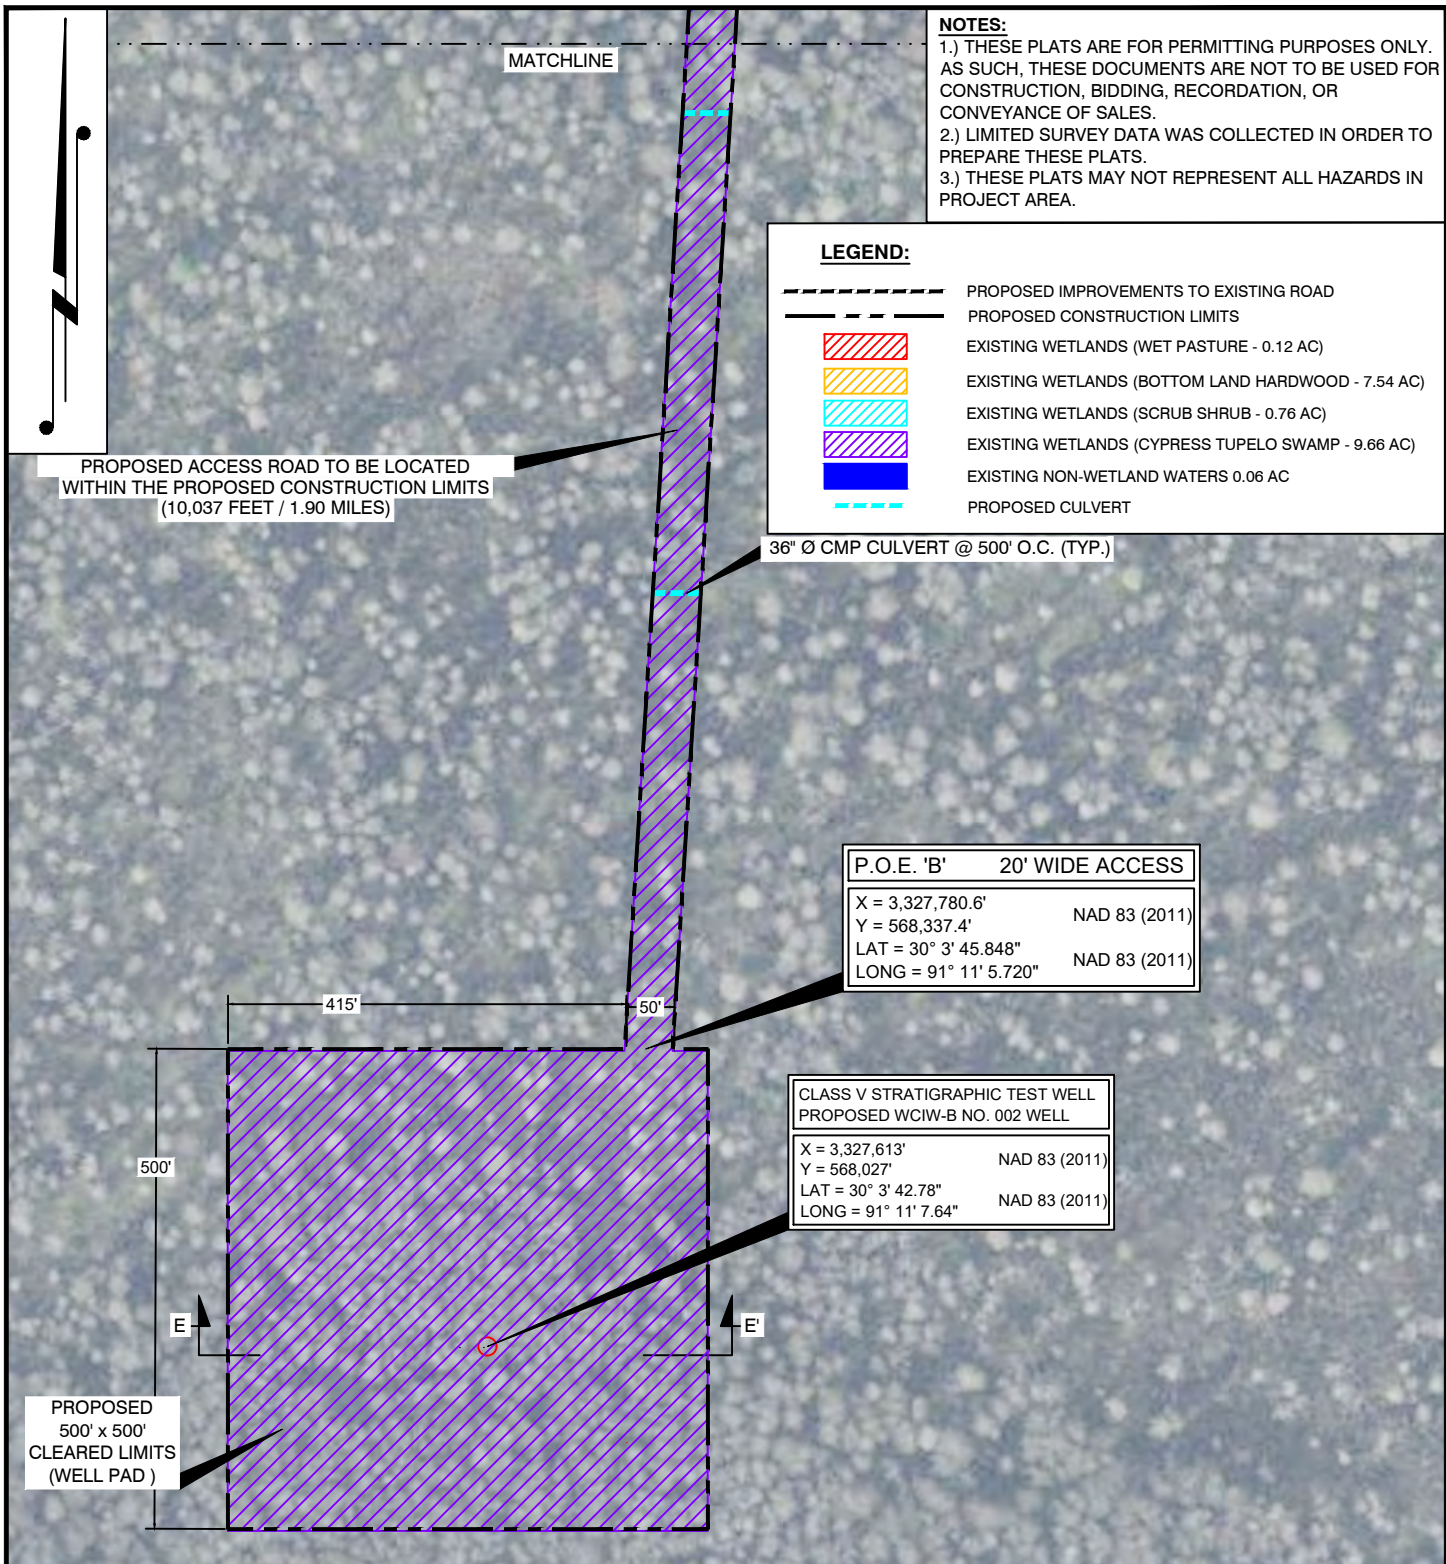 MATCHLINE
NOTES:
1.) THESE PLATS ARE FOR PERMITTING PURPOSES ONLY.
AS SUCH, THESE DOCUMENTS ARE NOT TO BE USED FOR
CONSTRUCTION, BIDDING, RECORDATION, OR
CONVEYANCE OF SALES.
2.) LIMITED SURVEY DATA WAS COLLECTED IN ORDER TO
PREPARE THESE PLATS.
3.) THESE PLATS MAY NOT REPRESENT ALL HAZARDS IN
PROJECT AREA.
LEGEND:
PROPOSED IMPROVEMENTS TO EXISTING ROAD
PROPOSED CONSTRUCTION LIMITS
EXISTING WETLANDS (WET PASTURE - 0.12 AC)
EXISTING WETLANDS (BOTTOM LAND HARDWOOD - 7.54 AC)
EXISTING WETLANDS (SCRUB SHRUB - 0.76 AC)
EXISTING WETLANDS (CYPRESS TUPELO SWAMP - 9.66 AC)
EXISTING NON-WETLAND WATERS 0.06 AC
PROPOSED CULVERT
PROPOSED ACCESS ROAD TO BE LOCATED
WITHIN THE PROPOSED CONSTRUCTION LIMITS
(10,037 FEET / 1.90 MILES)
36" Ø CMP CULVERT @ 500' O.C. (TYP.)
P.O.E. 'B' 20' WIDE ACCESS
X = 3,327,780.6'
Y = 568,337.4'
NAD 83 (2011)
LAT = 30° 3' 45.848"
LONG = 91° 11' 5.720"
NAD 83 (2011)
415'
50'
CLASS V STRATIGRAPHIC TEST WELL
PROPOSED WCIW-B NO. 002 WELL
X = 3,327,613'
Y = 568,027'
NAD 83 (2011)
LAT = 30° 3' 42.78"
LONG = 91° 11' 7.64"
NAD 83 (2011)
500'
E
E'
PROPOSED
500' x 500'
CLEARED LIMITS
(WELL PAD )